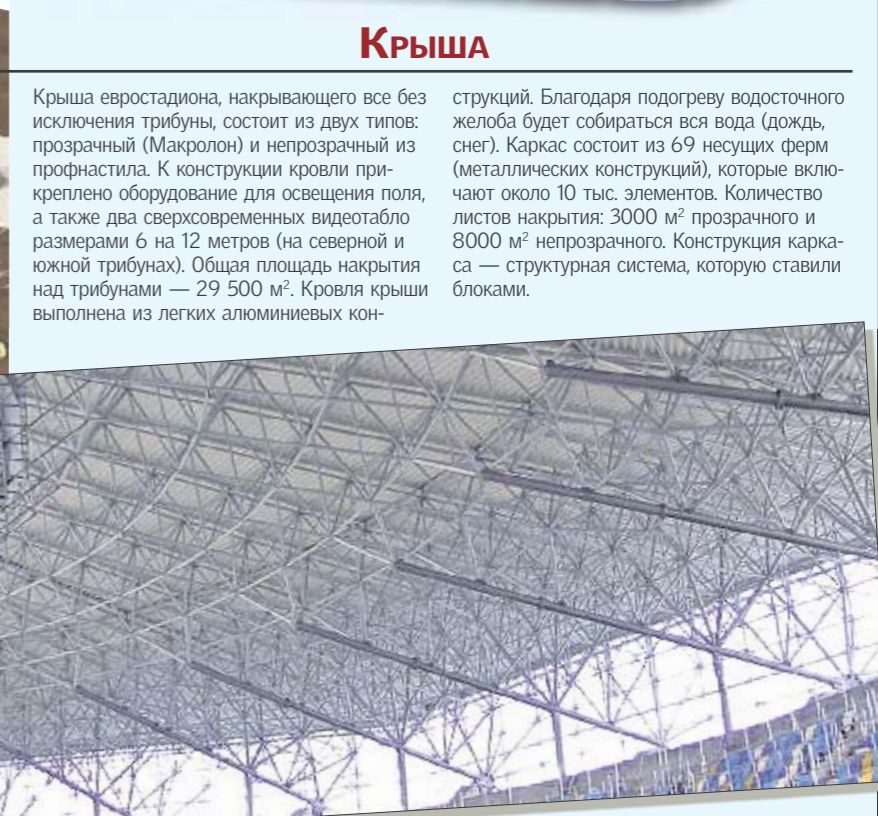 КРЫША
Крыша евростадиона, накрывающего все без
исключения трибуны, состоит из двух типов:
прозрачный (Макролон) и непрозрачный из
профнастила. К конструкции кровли при-
креплено оборудование для освещения поля,
а также два сверхсовременных видеотабло
размерами 6 на 12 метров (на северной и
южной трибунах). Общая площадь накрытия
над трибунами — 29 500 м². Кровля крыши
выполнена из легких алюминиевых кон-
струкций. Благодаря подогреву водосточного
желоба будет собираться вся вода (дождь,
снег). Каркас состоит из 69 несущих ферм
(металлических конструкций), которые вклю-
чают около 10 тыс. элементов. Количество
листов накрытия: 3000 м² прозрачного и
8000 м² непрозрачного. Конструкция карка-
са — структурная система, которую ставили
блоками.